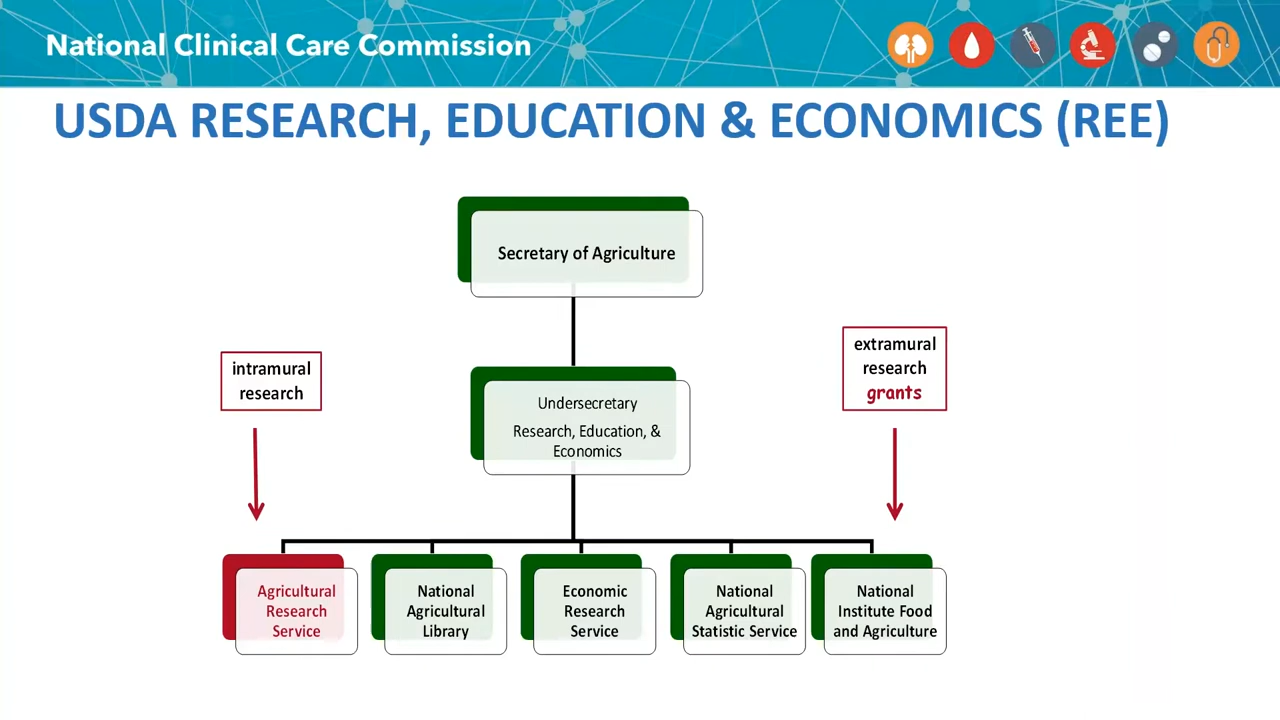 National Clinical Care Commission
USDA RESEARCH, EDUCATION & ECONOMICS (REE)
Secretary of Agriculture
intramural
research
extramural
research
grants
Undersecretary
Research, Education, &
Economics
Agricultural
Research
Service
National
Agricultural
Library
Economic
Research
Service
National
Agricultural
Statistic Service
National
Institute Food
and Agriculture